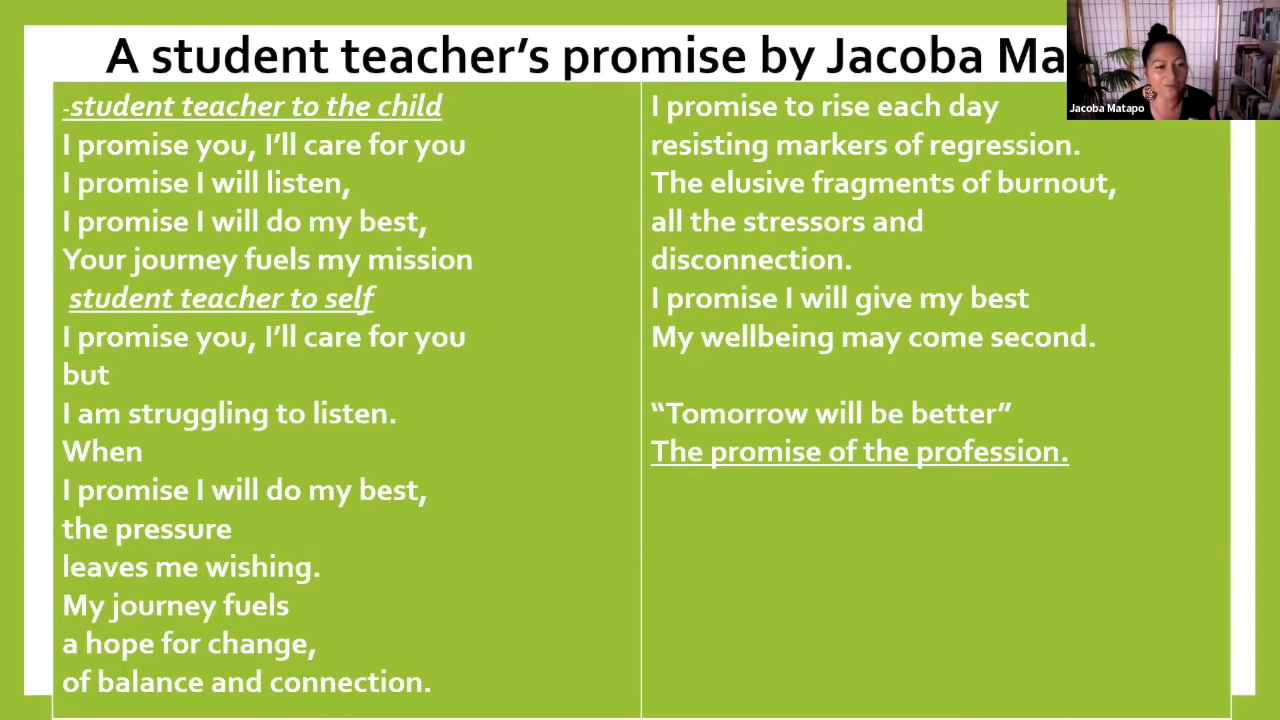 A student teacher's promise by Jacoba Ma
Jacoba Matapo
-student teacher to the child
I promise you, I'll care for you
I promise I will listen,
I promise I will do my best,
Your journey fuels my mission
student teacher to self
I promise you, I'll care for you
but
I am struggling to listen.
When
I promise I will do my best,
the pressure
leaves me wishing.
My journey fuels
a hope for change,
of balance and connection.
I promise to rise each day
resisting markers of regression.
The elusive fragments of burnout,
all the stressors and
disconnection.
I promise I will give my best
My wellbeing may come second.
“Tomorrow will be better”
The promise of the profession.